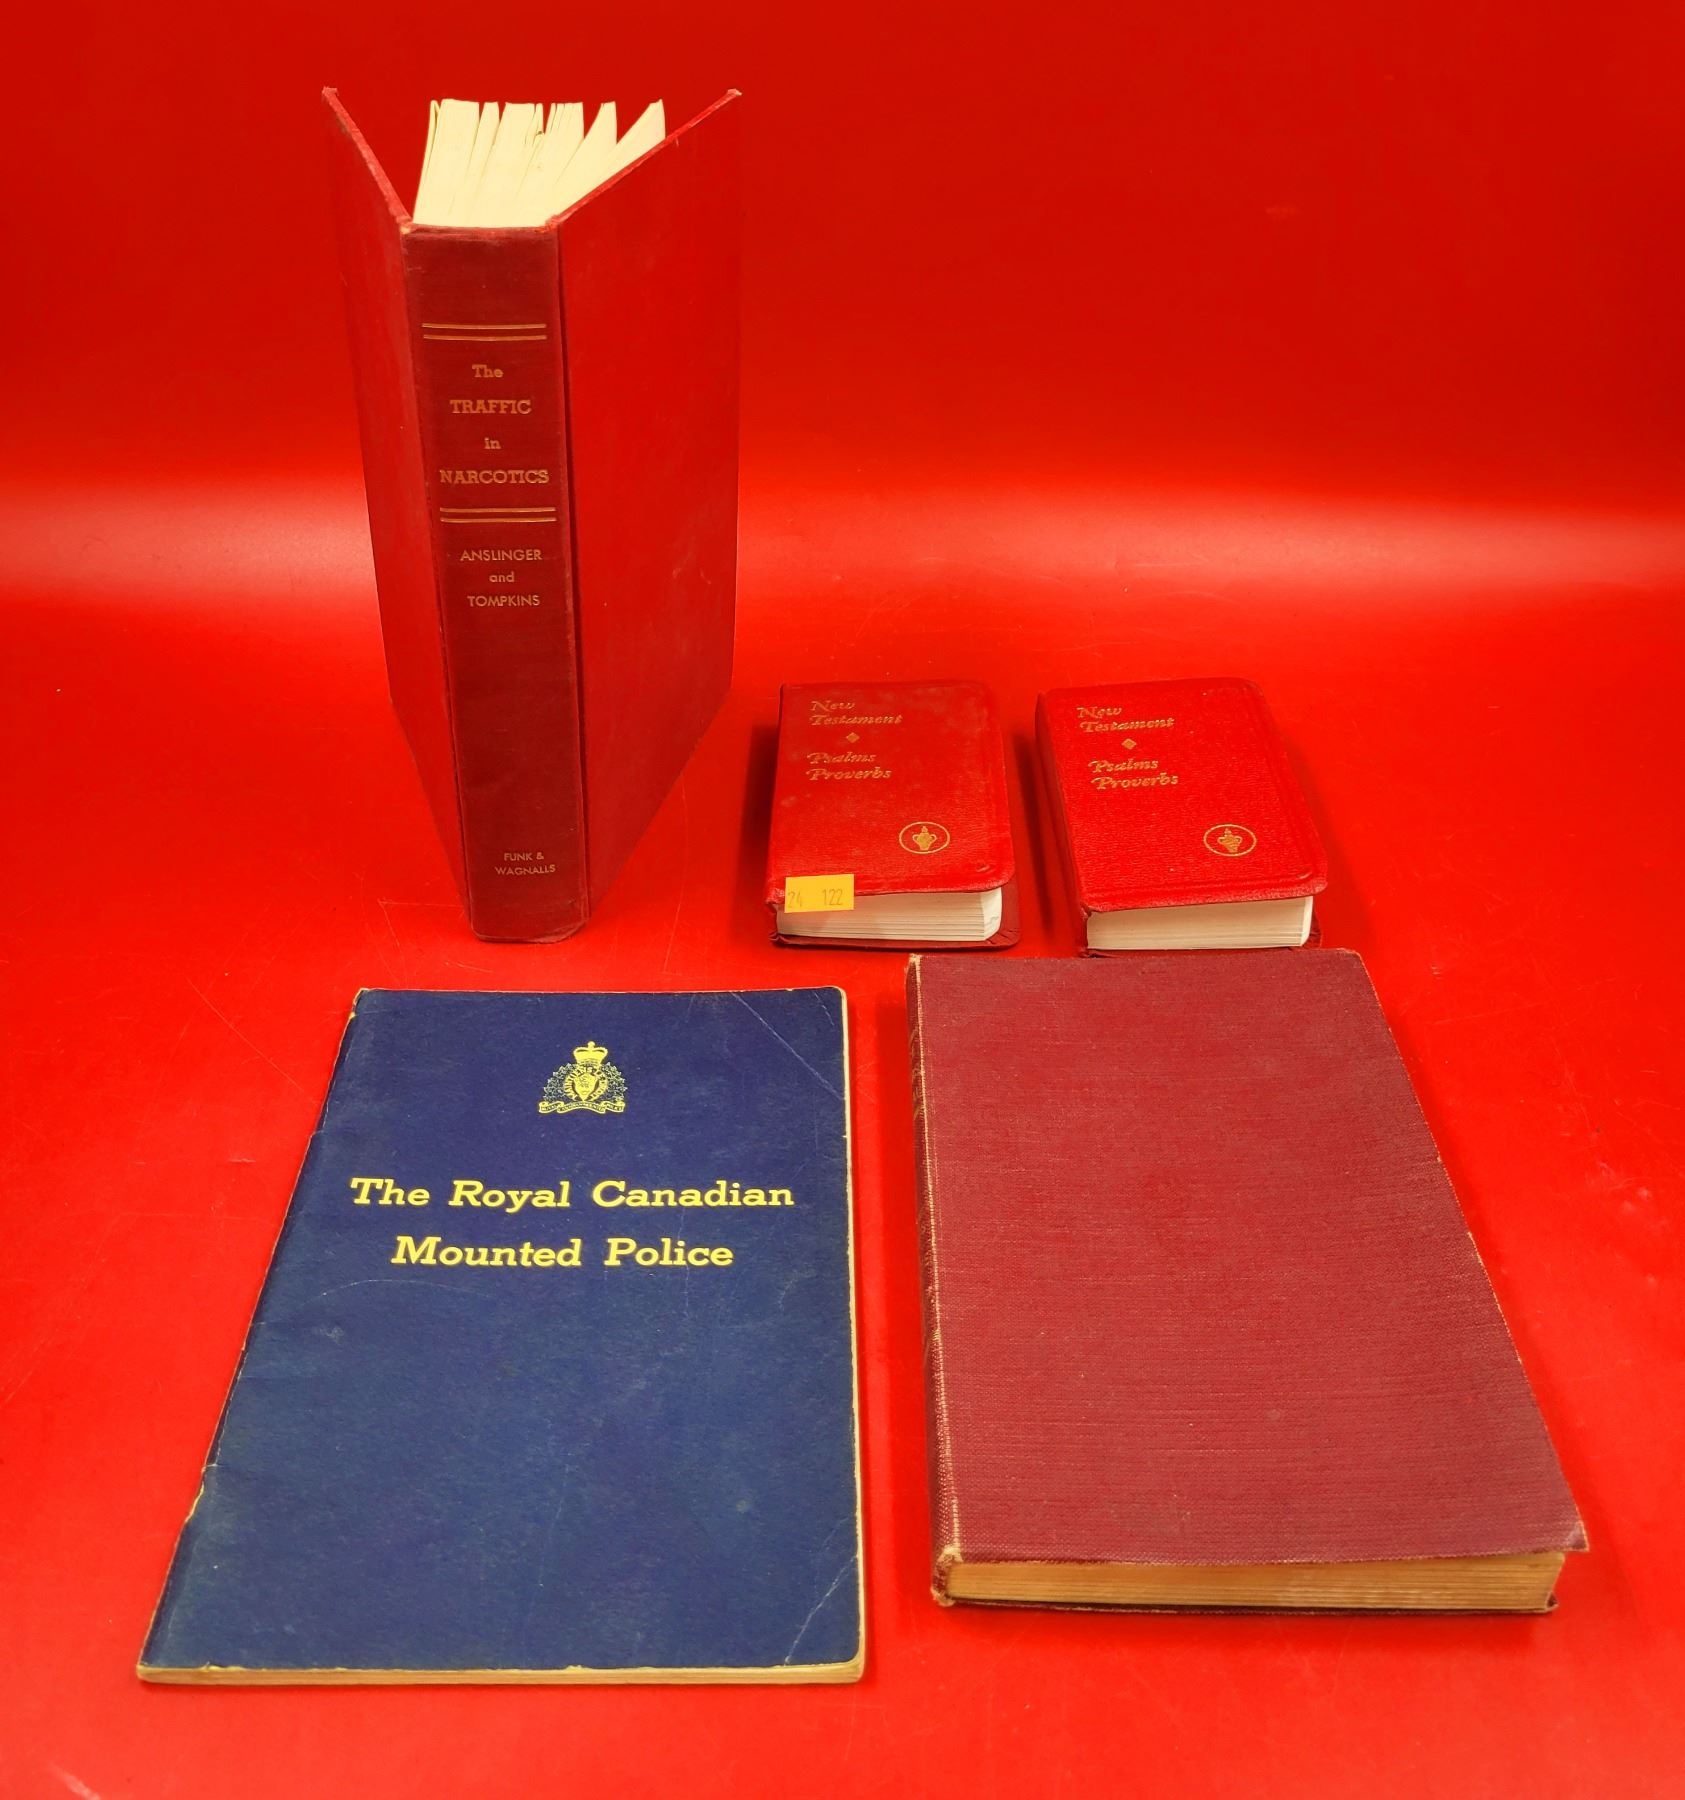 The
TRAFFIC
in
NARCOTICS
ANSLINGER
and
TOMPKINS
FUNK &
WAGNALLS
New
Testament
Psalms
Proverbs
24 122
New
Testament
Psalms
Proverbs
The Royal Canadian
Mounted Police